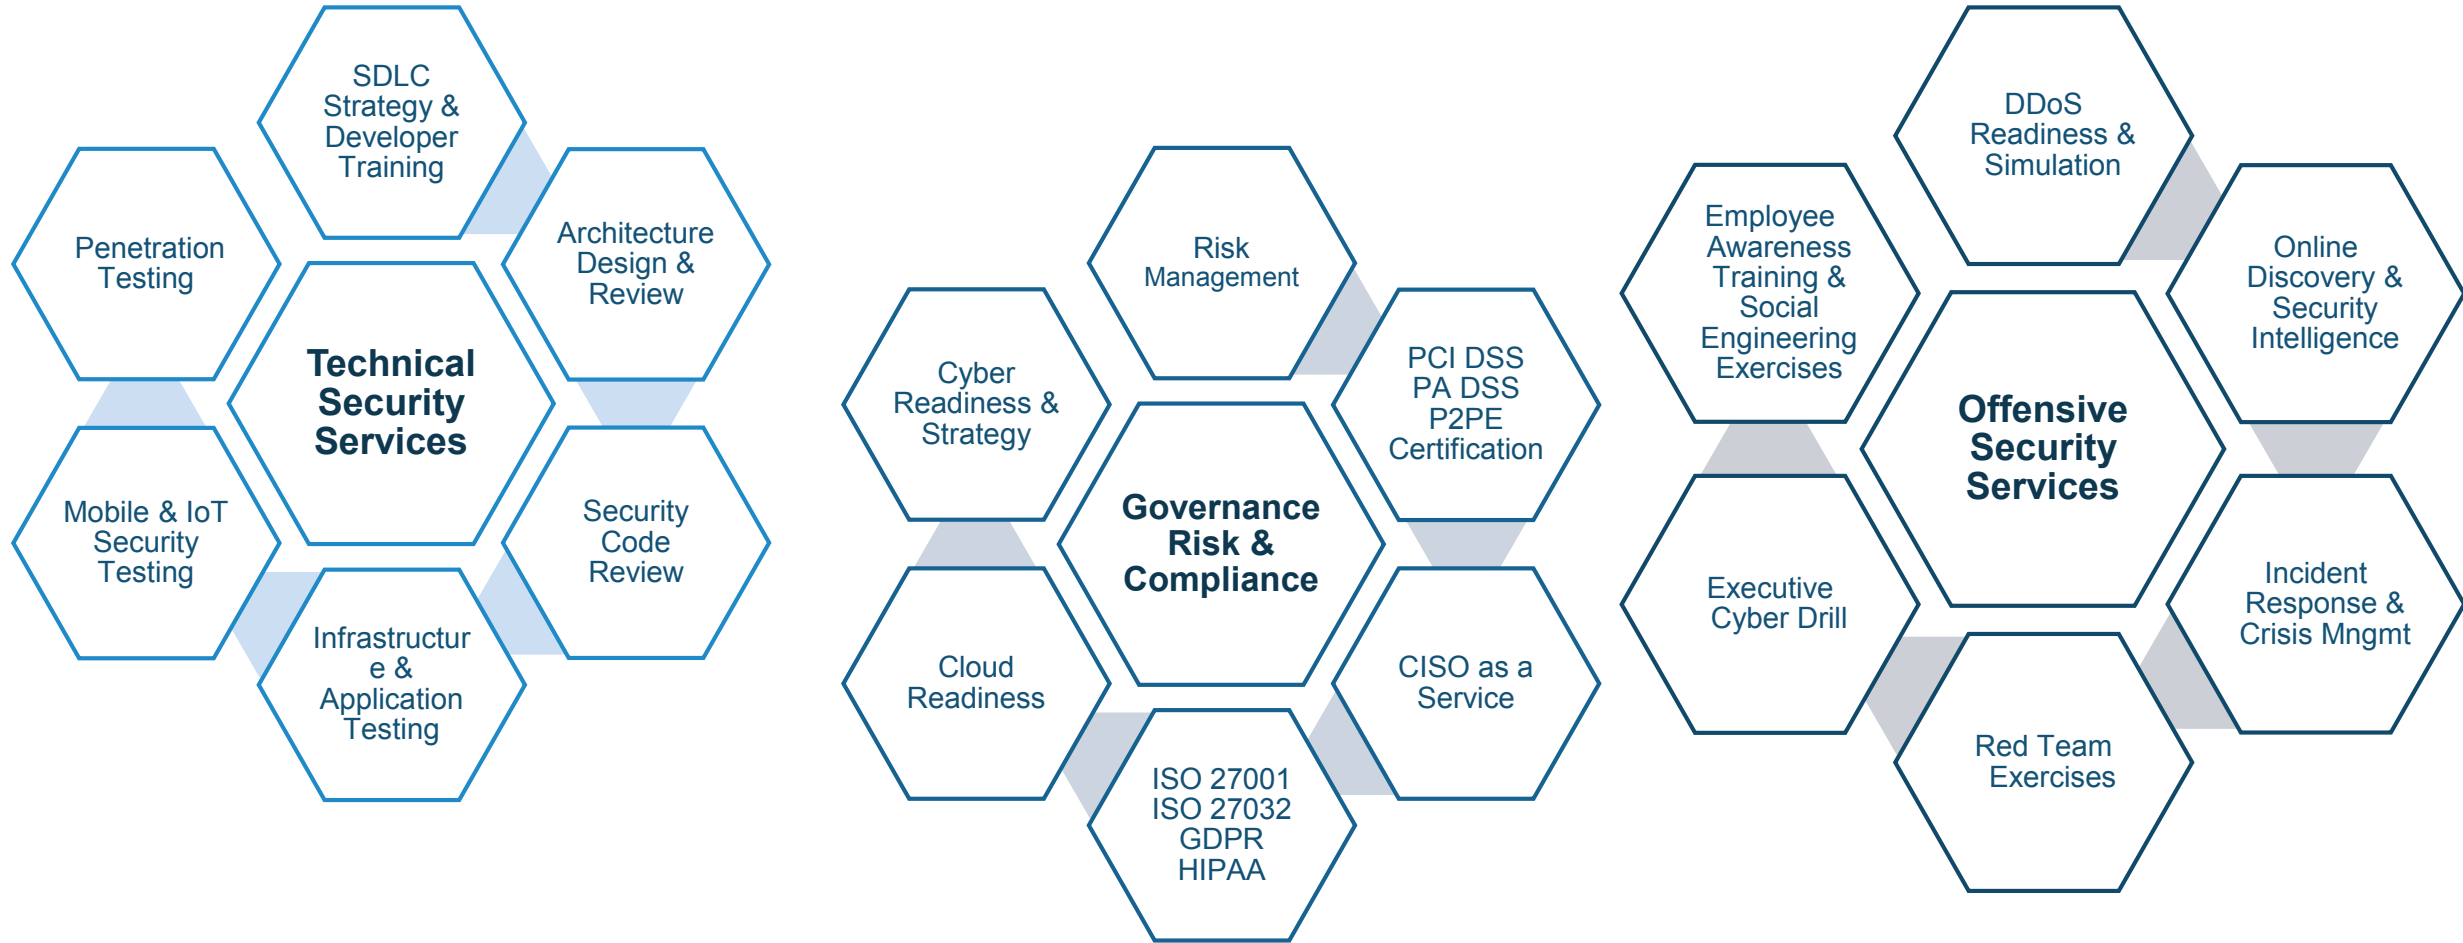 SDLC
Strategy &
Developer
Training
Penetration
Testing
Architecture
Design &
Review
Technical
Security
Services
Mobile & IoT
Security
Testing
Security
Code
Review
Infrastructur
e &
Application
Testing
Risk
Management
Cyber
Readiness &
Strategy
PCI DSS
PA DSS
P2PE
Certification
Governance
Risk &
Compliance
Cloud
Readiness
CISO as a
Service
ISO 27001
ISO 27032
GDPR
HIPAA
DDoS
Readiness &
Simulation
Employee
Awareness
Training &
Social
Engineering
Exercises
Online
Discovery &
Security
Intelligence
Offensive
Security
Services
Executive
Cyber Drill
Incident
Response &
Crisis Mngmt
Red Team
Exercises